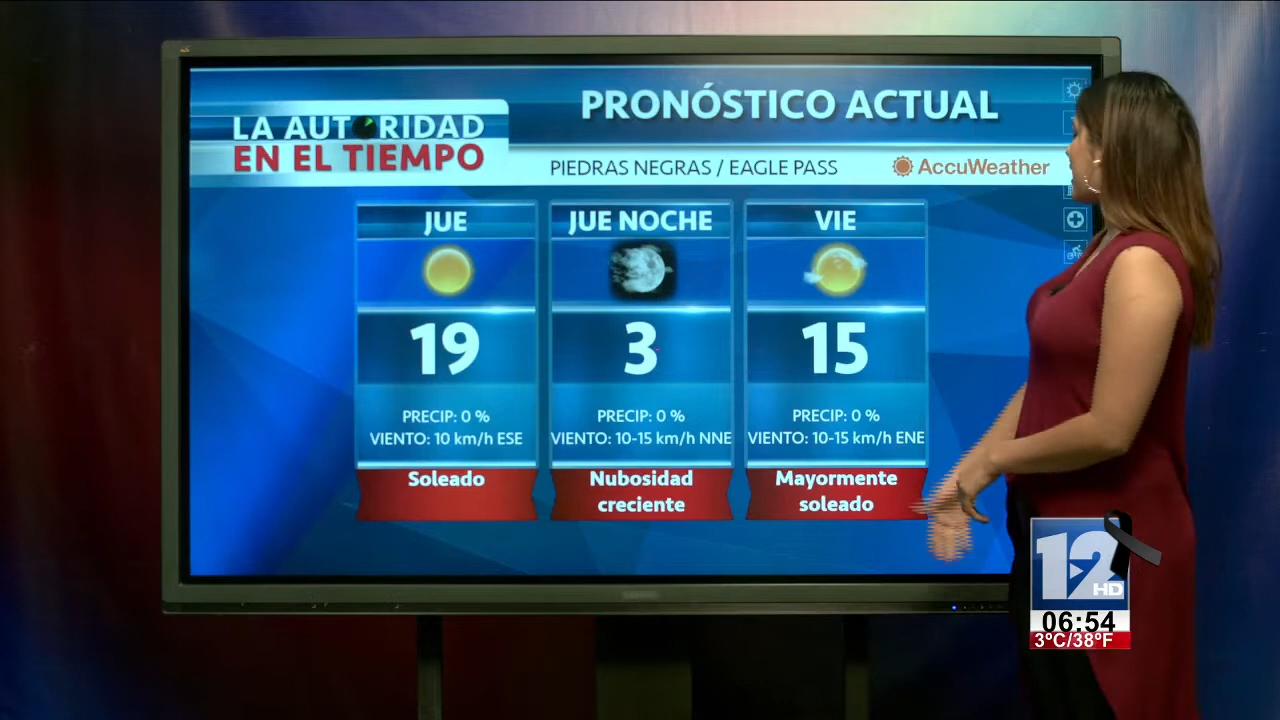 PRONÓSTICO ACTUAL
LA AUTORIDAD
EN EL TIEMPO
PIEDRAS NEGRAS / EAGLE PASS
AccuWeather
JUE
19
PRECIP: 0 %
VIENTO: 10 km/h ESE
Soleado
JUE NOCHE
3
PRECIP: 0 %
VIENTO: 10-15 km/h NNE
Nubosidad
creciente
VIE
15
PRECIP: 0 %
VIENTO: 10-15 km/h ENE
Mayormente
soleado
12
HD
06:54
3°C/38°F